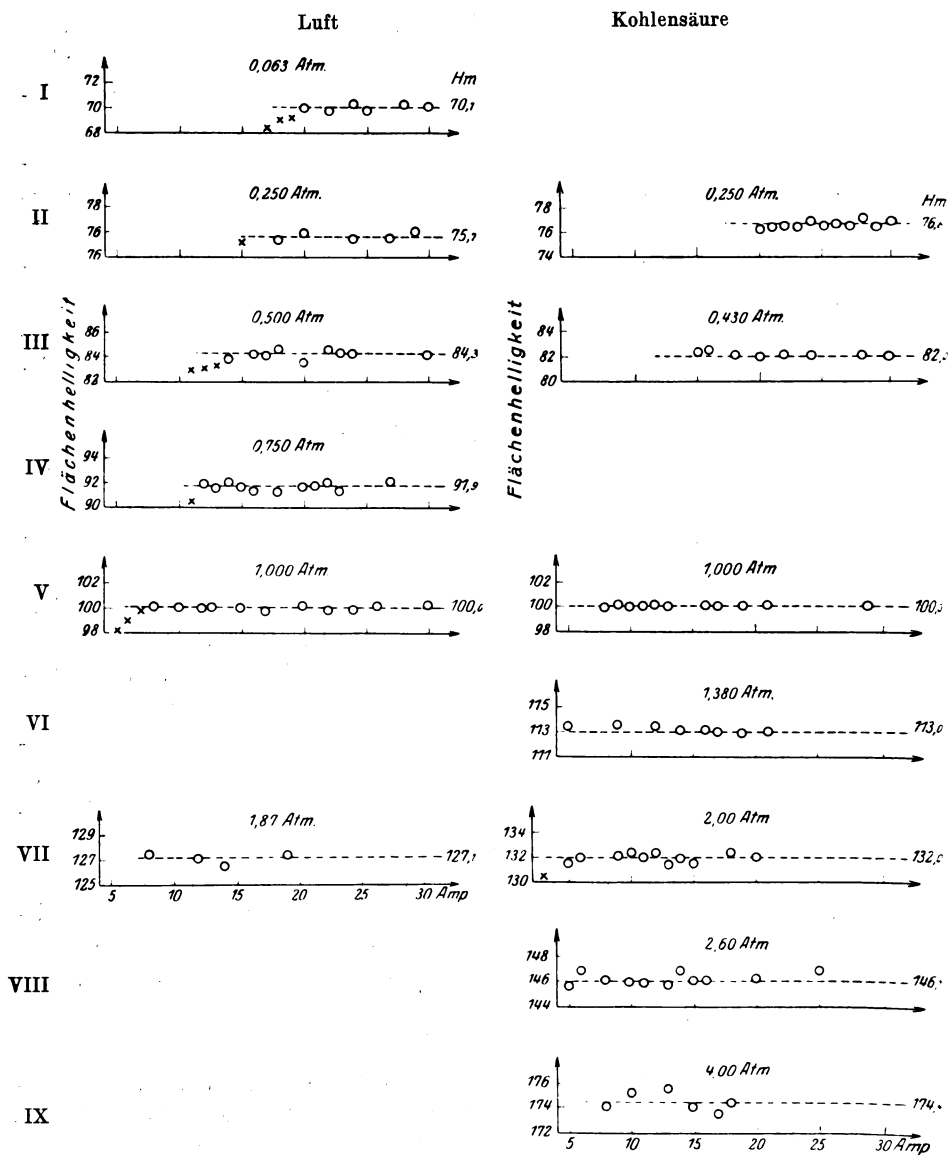 Luft Kohlensäure
I
0,063 Atm.
Hm
72
70
68
70,1
II
0,250 Atm.
78
76
76
75,7
0,250 Atm.
Hm
78
76
74
Flächenhelligkeit
III
0,500 Atm
86
84
82
84,3
Flächenhelligkeit
0,430 Atm.
84
82
80
IV
0,750 Atm
94
92
90
91,9
V
1,000 Atm
102
100
98
1,000 Atm
102
100
98
VI
1,380 Atm.
115
113
111
113,0
VII
1,87 Atm.
129
127
125
127,1
5 10 15 20 25 30 Amp
2,00 Atm
134
132
130
VIII
2,60 Atm
148
146
144
IX
4,00 Atm
176
174
172
5 10 15 20 25 30 Amp